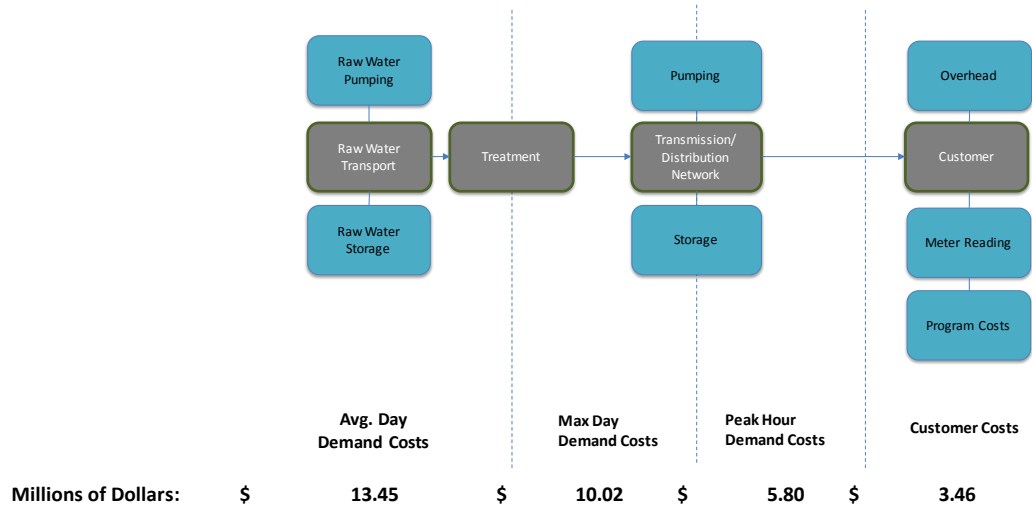 Raw Water
Pumping
Pumping
Overhead
Raw Water
Transport
Treatment
Transmission/
Distribution
Network
Customer
Raw Water
Storage
Storage
Meter Reading
Program Costs
Avg. Day
Demand Costs
Max Day
Demand Costs
Peak Hour
Demand Costs
Customer Costs
Millions of Dollars: $ 13.45 $ 10.02 $ 5.80 $ 3.46